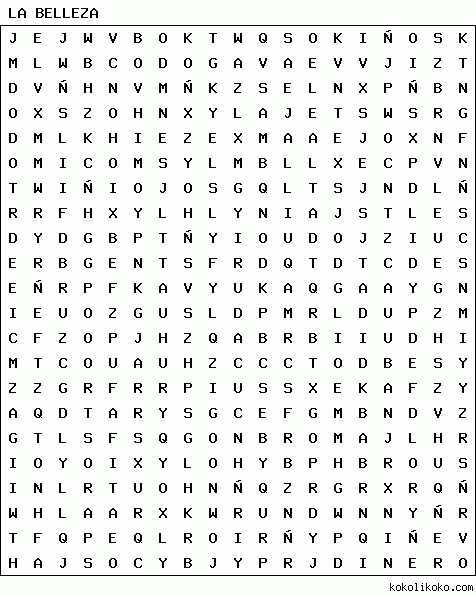 LA BELLEZA
J E J W V B O K T W Q S O K I Ñ O S K
M L W B C O D O G A V A E V V J I Z T
D V Ñ H N V M Ñ K Z S E L N X P Ñ B N
O X S Z O H N X Y L A J E T S W S R G
D M L K H I E Z E X M A A E J O X N F
O M I C O M S Y L M B L L X E C P V N
T W I Ñ I O J O S G Q L T S J N D L Ñ
R R F H X Y L H L Y N I A J S T L E S
D Y D G B P T Ñ Y I O U D O J Z I U C
E R B G E N T S F R D Q T D T C D E S
E Ñ R P F K A V Y U K A Q G A A Y G N
I E U O Z G U S L D P M R L D U P Z M
C F Z O P J H Z Q A B R B I I U D H I
M T C O U A U H Z C C C T O D B E S Y
Z Z G R F R R P I U S S X E K A F Z Y
A Q D T A R Y S G C E F G M B N D V Z
G T L S F S Q G O N B R O M A J L H R
I O Y O I X Y L O H Y B P H B R O U S
I N L R T U O H N Ñ Q Z R G R X R Q Ñ
W H L A A R X K W R U N D W N N Y Ñ R
T F Q P E Q L R O I R Ñ Y P Q I Ñ E V
H A J S O C Y B J Y P R J D I N E R O
kokolikoko.com